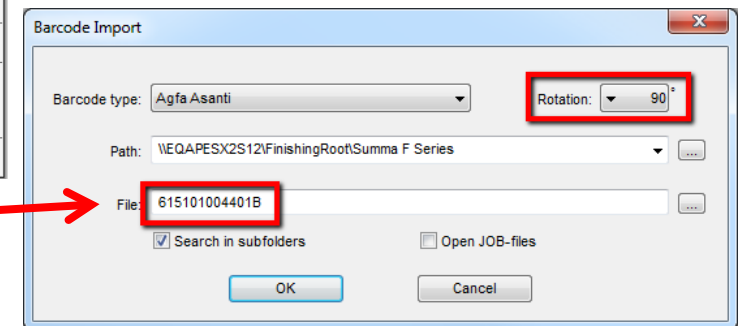 Barcode Import
Barcode type: Agfa Asanti Rotation: 90°
Path: \\EQAPESX2S12\FinishingRoot\Summa F Series ...
File: 615101004401B ...
Search in subfolders Open JOB-files
OK Cancel